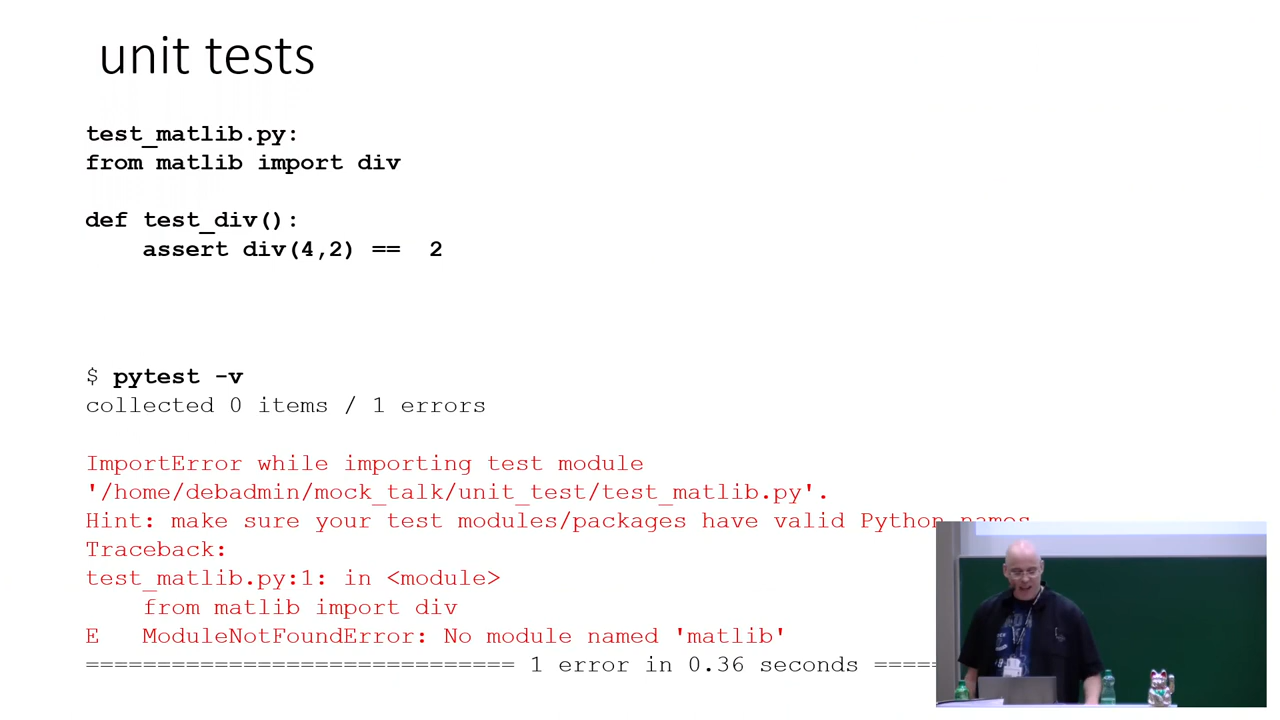 unit tests
test_matlib.py:
from matlib import div
def test_div():
    assert div(4,2) ==  2
$ pytest -v
collected 0 items / 1 errors
ImportError while importing test module
'/home/debadmin/mock_talk/unit_test/test_matlib.py'.
Hint: make sure your test modules/packages have valid Python names.
Traceback:
test_matlib.py:1: in <module>
    from matlib import div
E   ModuleNotFoundError: No module named 'matlib'
============================== 1 error in 0.36 seconds =====